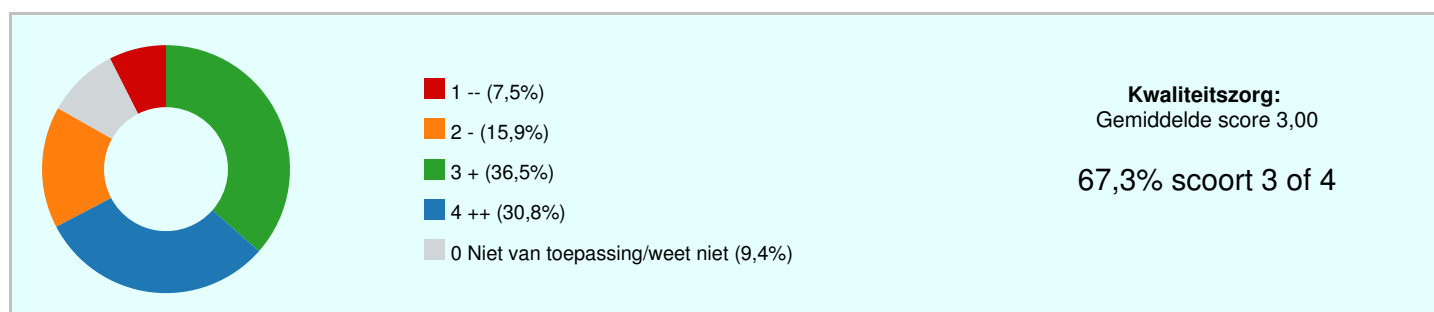 1 -- (7,5%)
2 - (15,9%)
3 + (36,5%)
4 ++ (30,8%)
0 Niet van toepassing/weet niet (9,4%)
Kwaliteitszorg:
Gemiddelde score 3,00
67,3% scoort 3 of 4